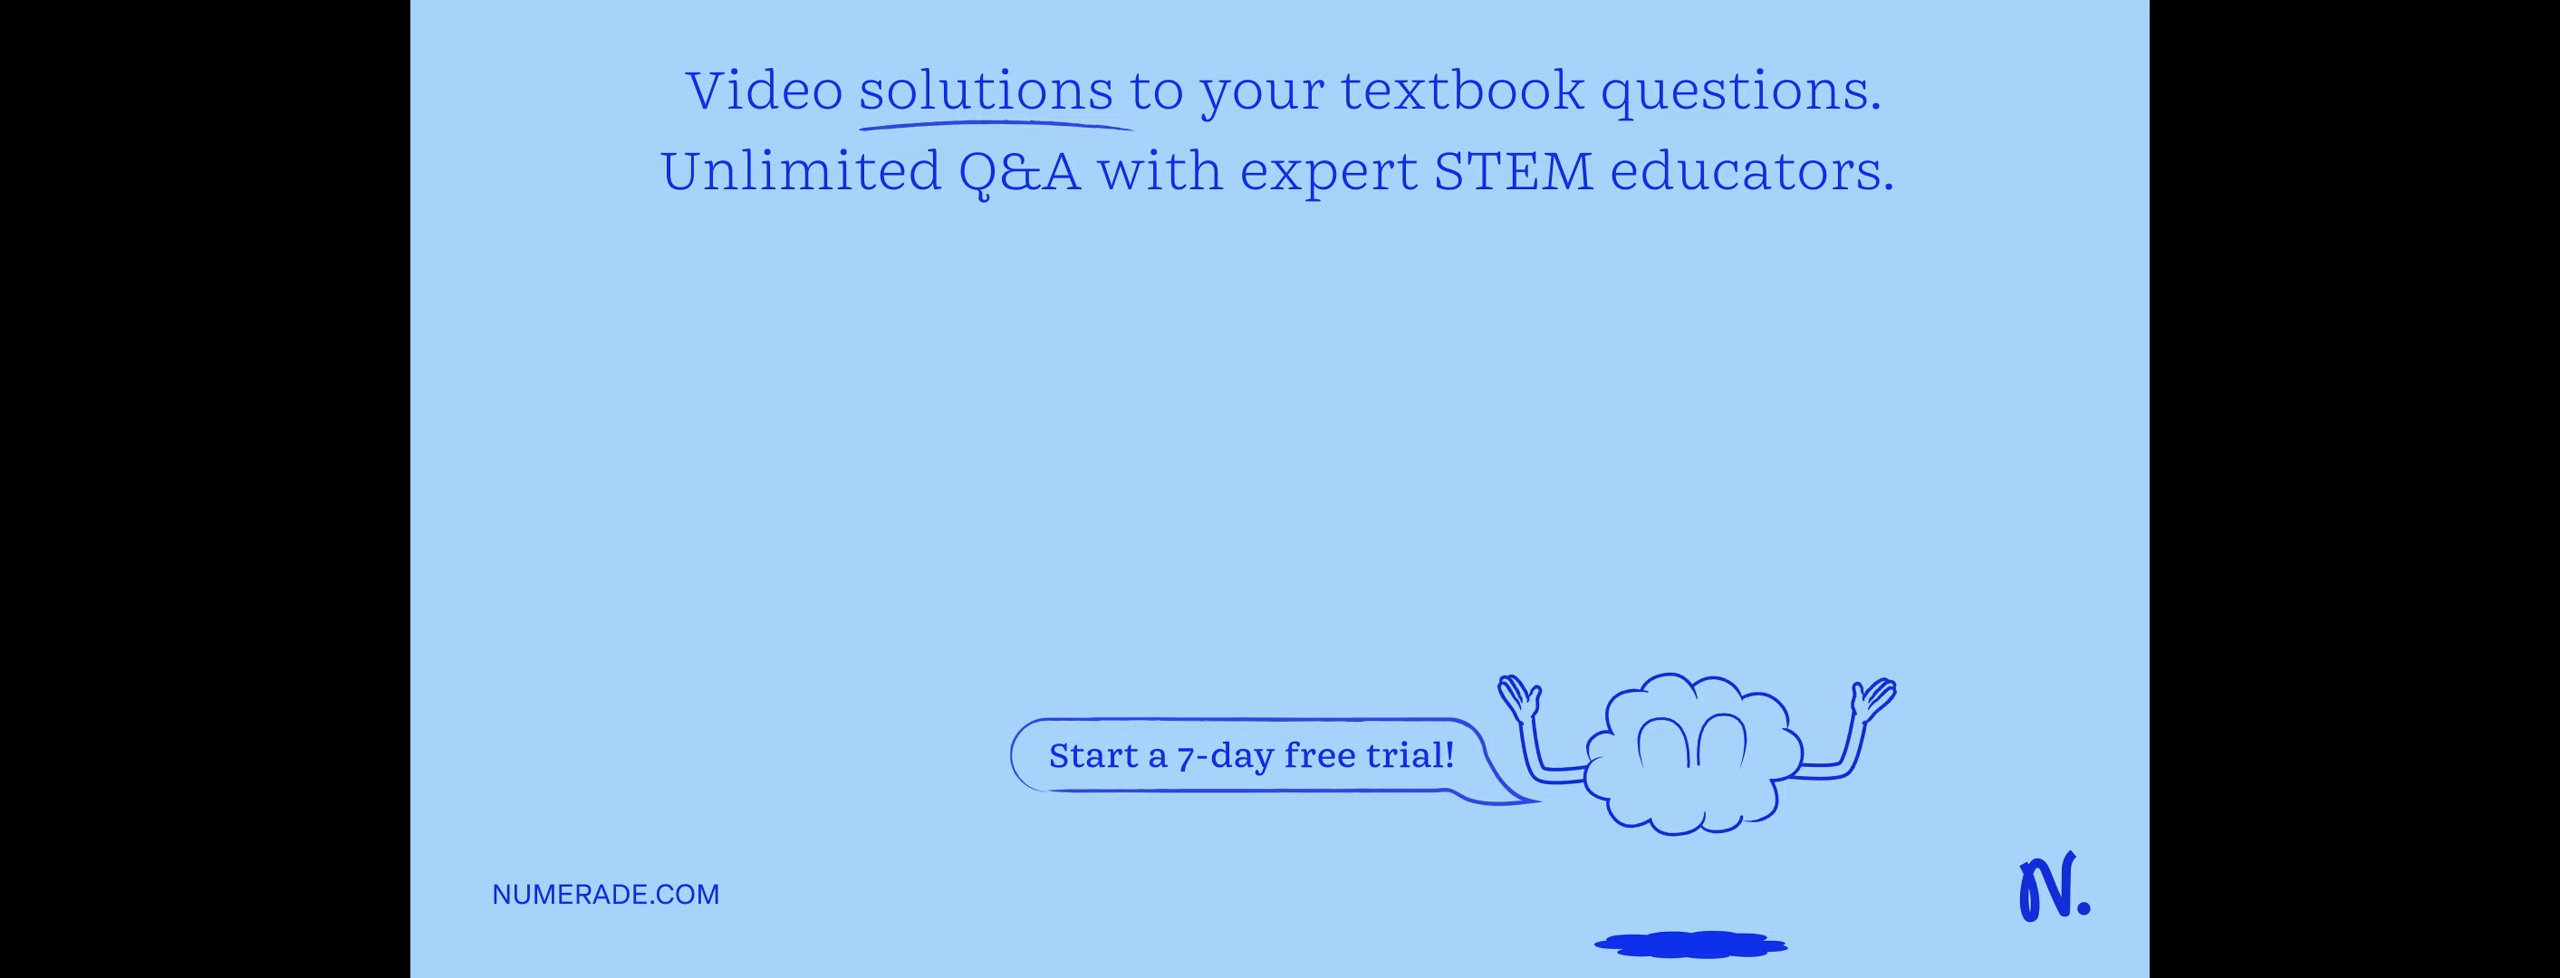 Video solutions to your textbook questions.
Unlimited Q&A with expert STEM educators.
Start a 7-day free trial!
NUMERADE.COM
N.